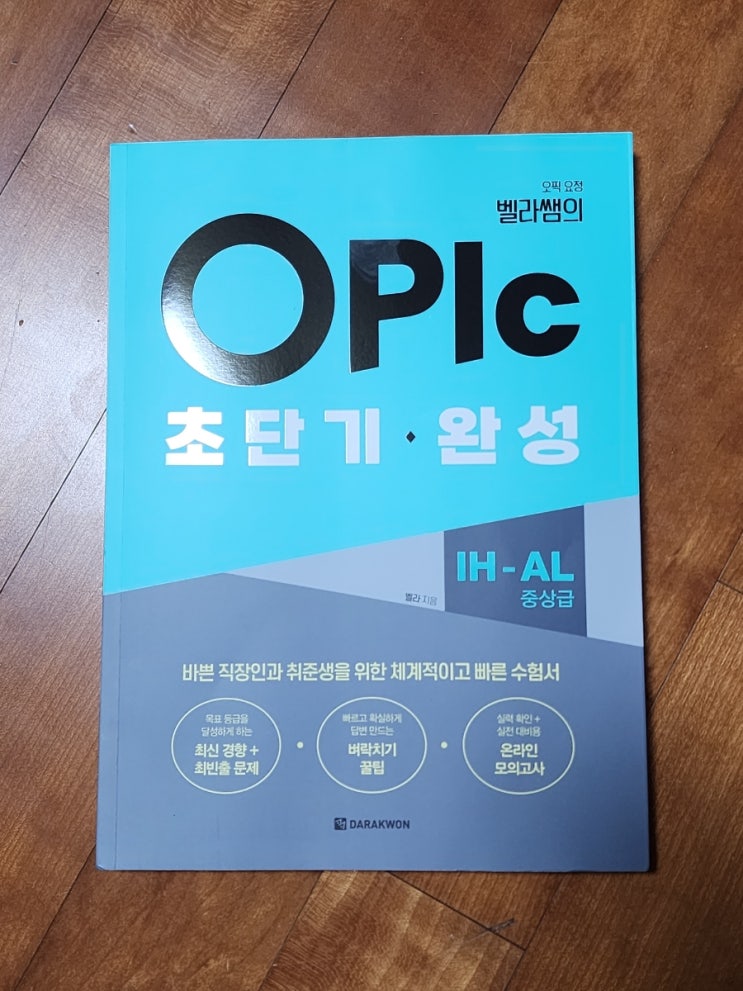 오픽 요정
벨라쌤의
OPIc
초단기·완성
IH - AL
중상급
벨라 지음
바쁜 직장인과 취준생을 위한 체계적이고 빠른 수험서
목표 등급을
달성하게 하는
최신 경향 +
최빈출 문제
빠르고 확실하게
답변 만드는
벼락치기
꿀팁
실력 확인 +
실전 대비용
온라인
모의고사
DARAKWON